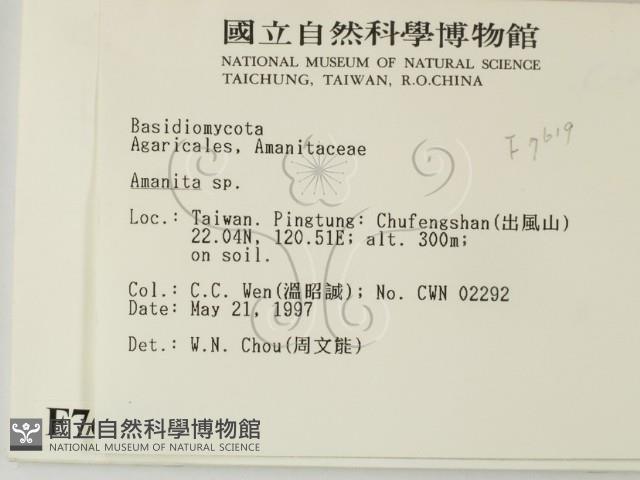 國立自然科學博物館
NATIONAL MUSEUM OF NATURAL SCIENCE
TAICHUNG, TAIWAN, R.O.CHINA
F7619
Basidiomycota
Agaricales, Amanitaceae
Amanita sp.
Loc.: Taiwan. Pingtung: Chufengshan(出風山)
22.04N, 120.51E; alt. 300m;
on soil.
Col.: C.C. Wen(溫昭誠); No. CWN 02292
Date: May 21, 1997
Det.: W.N. Chou(周文能)
國立自然科學博物館
NATIONAL MUSEUM OF NATURAL SCIENCE